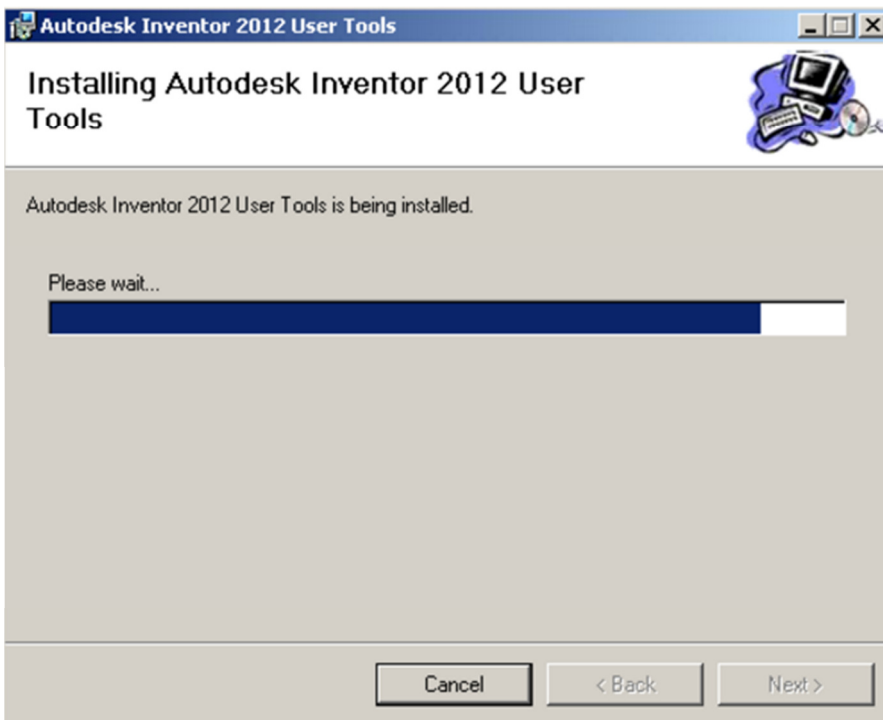 Autodesk Inventor 2012 User Tools
Installing Autodesk Inventor 2012 User
Tools
Autodesk Inventor 2012 User Tools is being installed.
Please wait...
Cancel
< Back
Next >